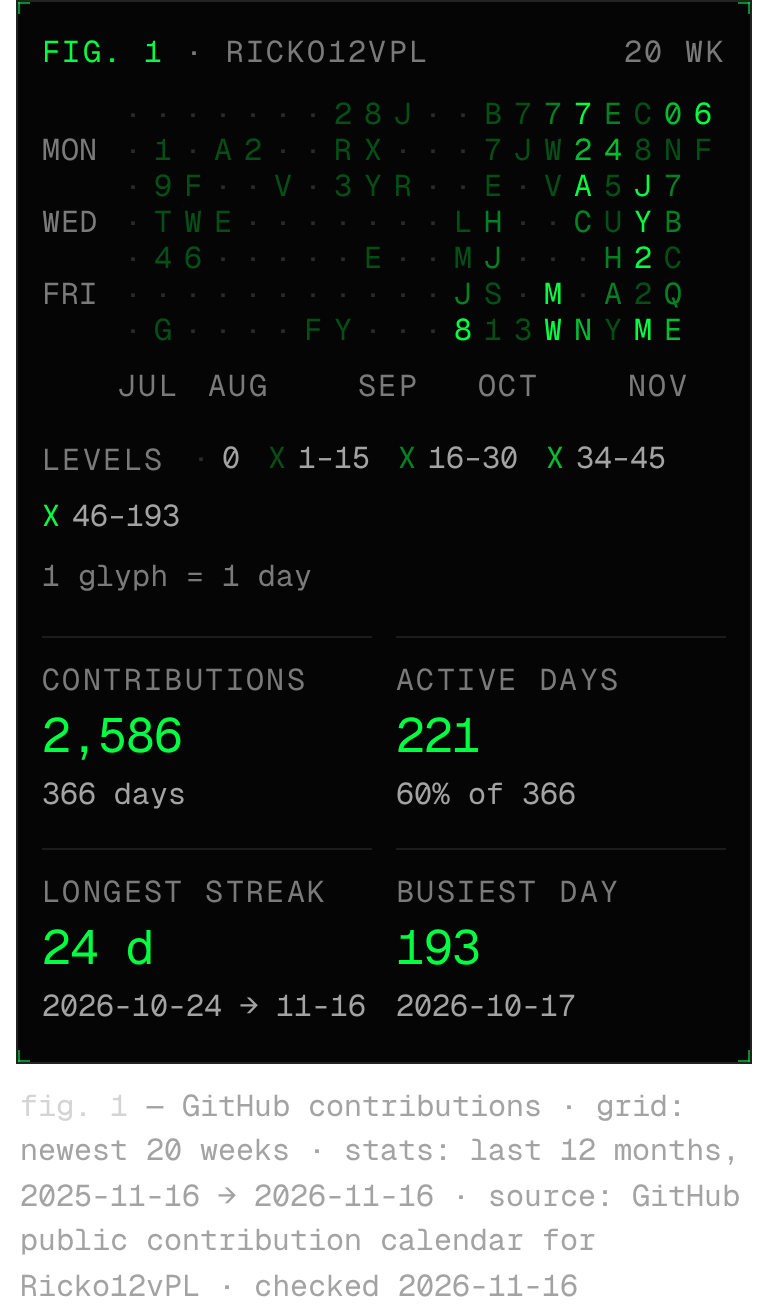 FIG. 1 · RICKO12VPL 20 WK
· · · · · · · 2 8 J · · B 7 7 7 E C 0 6
MON · 1 · A 2 · · R X · · · 7 J W 2 4 8 N F
· 9 F · · V · 3 Y R · · E · V A 5 J 7
WED · T W E · · · · · · · L H · · C U Y B
· 4 6 · · · · · E · · M J · · · H 2 C
FRI · · · · · · · · · · · J S · M · A 2 Q
· G · · · · F Y · · · 8 1 3 W N Y M E
JUL AUG SEP OCT NOV
LEVELS · 0 X 1–15 X 16–30 X 34–45
X 46–193
1 glyph = 1 day
CONTRIBUTIONS ACTIVE DAYS
2,586 221
366 days 60% of 366
LONGEST STREAK BUSIEST DAY
24 d 193
2026-10-24 → 11-16 2026-10-17
fig. 1 — GitHub contributions · grid:
newest 20 weeks · stats: last 12 months,
2025-11-16 → 2026-11-16 · source: GitHub
public contribution calendar for
Ricko12vPL · checked 2026-11-16